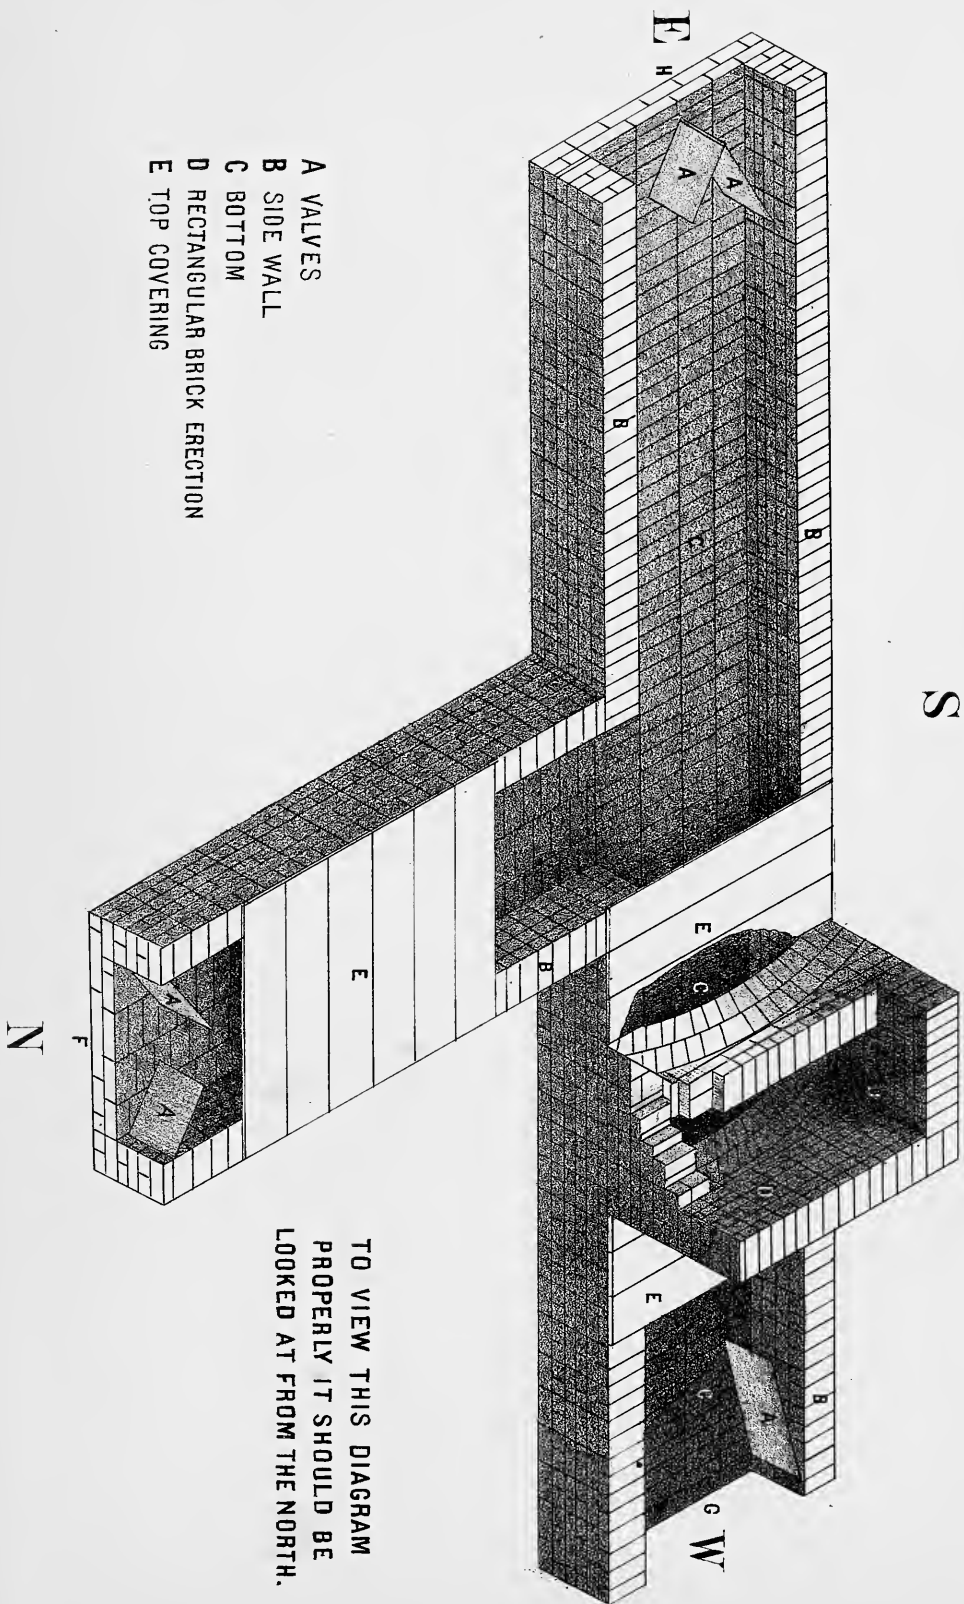 S
E
H
A
A
B
B
C
E
C
B
D
D
E
A
B
C
G
W
E
A
A
F
N
A VALVES
B SIDE WALL
C BOTTOM
D RECTANGULAR BRICK ERECTION
E TOP COVERING
TO VIEW THIS DIAGRAM
PROPERLY IT SHOULD BE
LOOKED AT FROM THE NORTH.